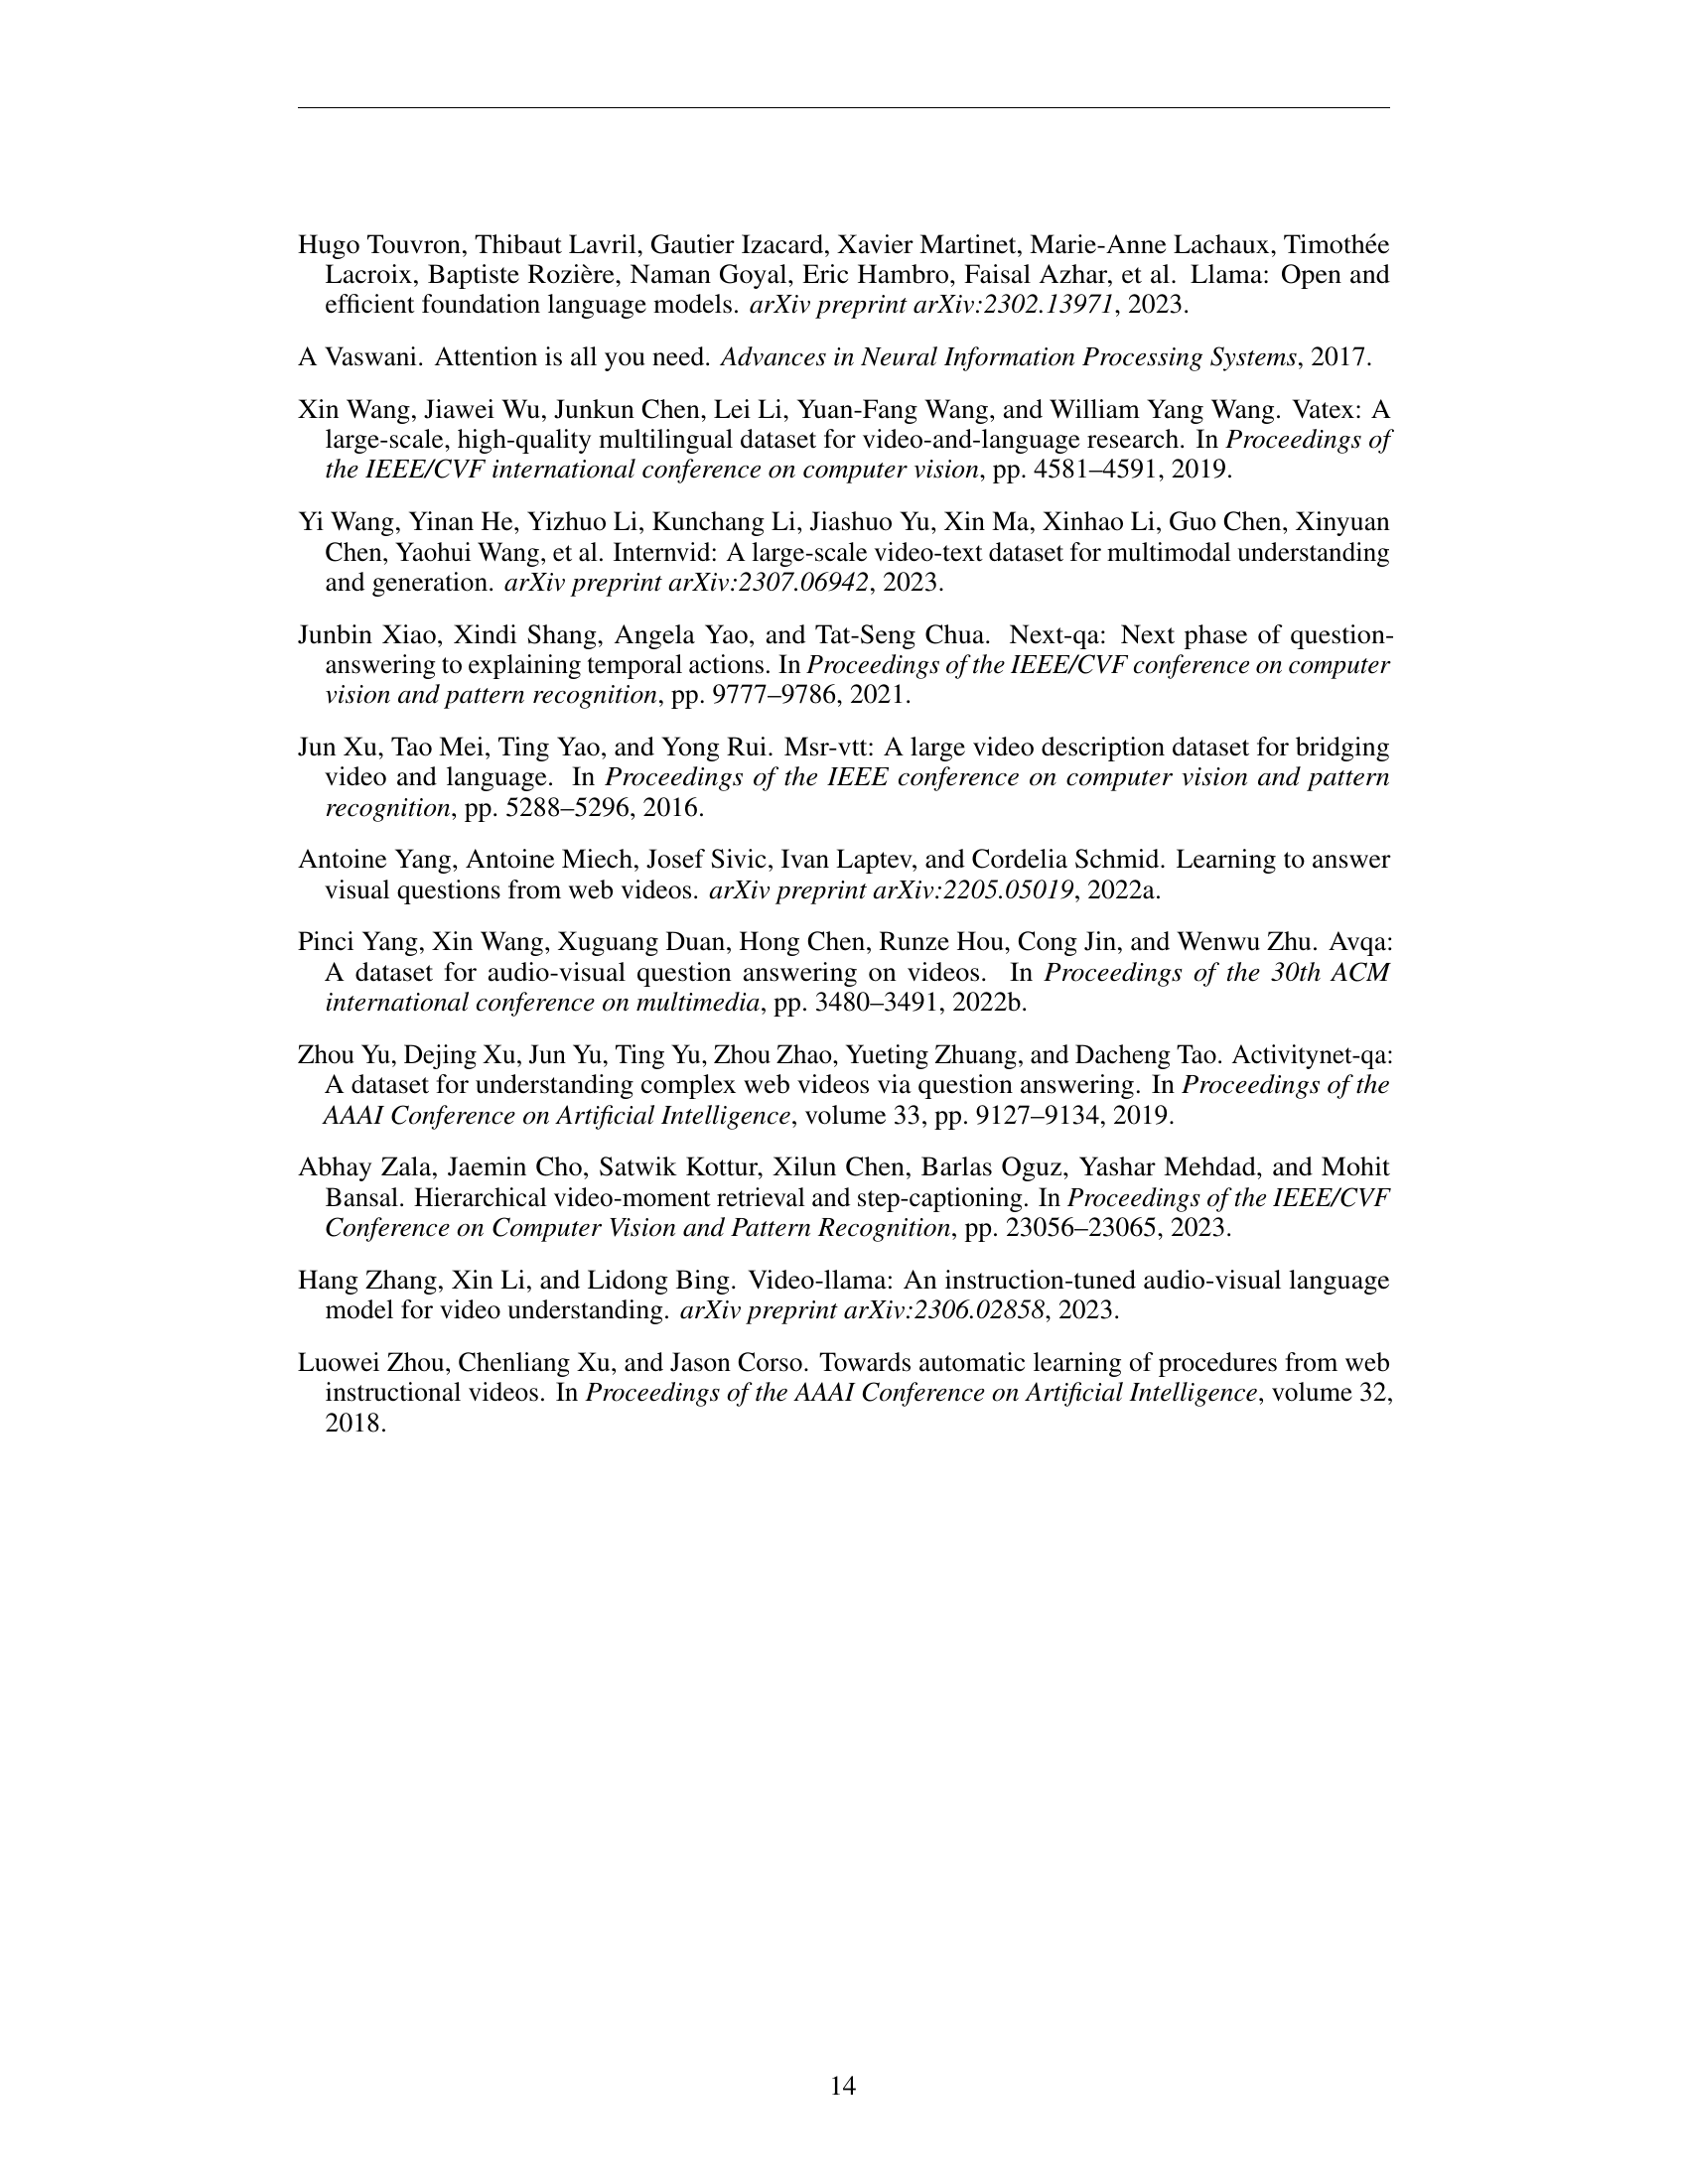 Hugo Touvron, Thibaut Lavril, Gautier Izacard, Xavier Martinet, Marie-Anne Lachaux, Timothée
Lacroix, Baptiste Rozière, Naman Goyal, Eric Hambro, Faisal Azhar, et al. Llama: Open and
efficient foundation language models. arXiv preprint arXiv:2302.13971, 2023.
A Vaswani. Attention is all you need. Advances in Neural Information Processing Systems, 2017.
Xin Wang, Jiawei Wu, Junkun Chen, Lei Li, Yuan-Fang Wang, and William Yang Wang. Vatex: A
large-scale, high-quality multilingual dataset for video-and-language research. In Proceedings of
the IEEE/CVF international conference on computer vision, pp. 4581–4591, 2019.
Yi Wang, Yinan He, Yizhuo Li, Kunchang Li, Jiashuo Yu, Xin Ma, Xinhao Li, Guo Chen, Xinyuan
Chen, Yaohui Wang, et al. Internvid: A large-scale video-text dataset for multimodal understanding
and generation. arXiv preprint arXiv:2307.06942, 2023.
Junbin Xiao, Xindi Shang, Angela Yao, and Tat-Seng Chua. Next-qa: Next phase of question-
answering to explaining temporal actions. In Proceedings of the IEEE/CVF conference on computer
vision and pattern recognition, pp. 9777–9786, 2021.
Jun Xu, Tao Mei, Ting Yao, and Yong Rui. Msr-vtt: A large video description dataset for bridging
video and language. In Proceedings of the IEEE conference on computer vision and pattern
recognition, pp. 5288–5296, 2016.
Antoine Yang, Antoine Miech, Josef Sivic, Ivan Laptev, and Cordelia Schmid. Learning to answer
visual questions from web videos. arXiv preprint arXiv:2205.05019, 2022a.
Pinci Yang, Xin Wang, Xuguang Duan, Hong Chen, Runze Hou, Cong Jin, and Wenwu Zhu. Avqa:
A dataset for audio-visual question answering on videos. In Proceedings of the 30th ACM
international conference on multimedia, pp. 3480–3491, 2022b.
Zhou Yu, Dejing Xu, Jun Yu, Ting Yu, Zhou Zhao, Yueting Zhuang, and Dacheng Tao. Activitynet-qa:
A dataset for understanding complex web videos via question answering. In Proceedings of the
AAAI Conference on Artificial Intelligence, volume 33, pp. 9127–9134, 2019.
Abhay Zala, Jaemin Cho, Satwik Kottur, Xilun Chen, Barlas Oguz, Yashar Mehdad, and Mohit
Bansal. Hierarchical video-moment retrieval and step-captioning. In Proceedings of the IEEE/CVF
Conference on Computer Vision and Pattern Recognition, pp. 23056–23065, 2023.
Hang Zhang, Xin Li, and Lidong Bing. Video-llama: An instruction-tuned audio-visual language
model for video understanding. arXiv preprint arXiv:2306.02858, 2023.
Luowei Zhou, Chenliang Xu, and Jason Corso. Towards automatic learning of procedures from web
instructional videos. In Proceedings of the AAAI Conference on Artificial Intelligence, volume 32,
2018.
14